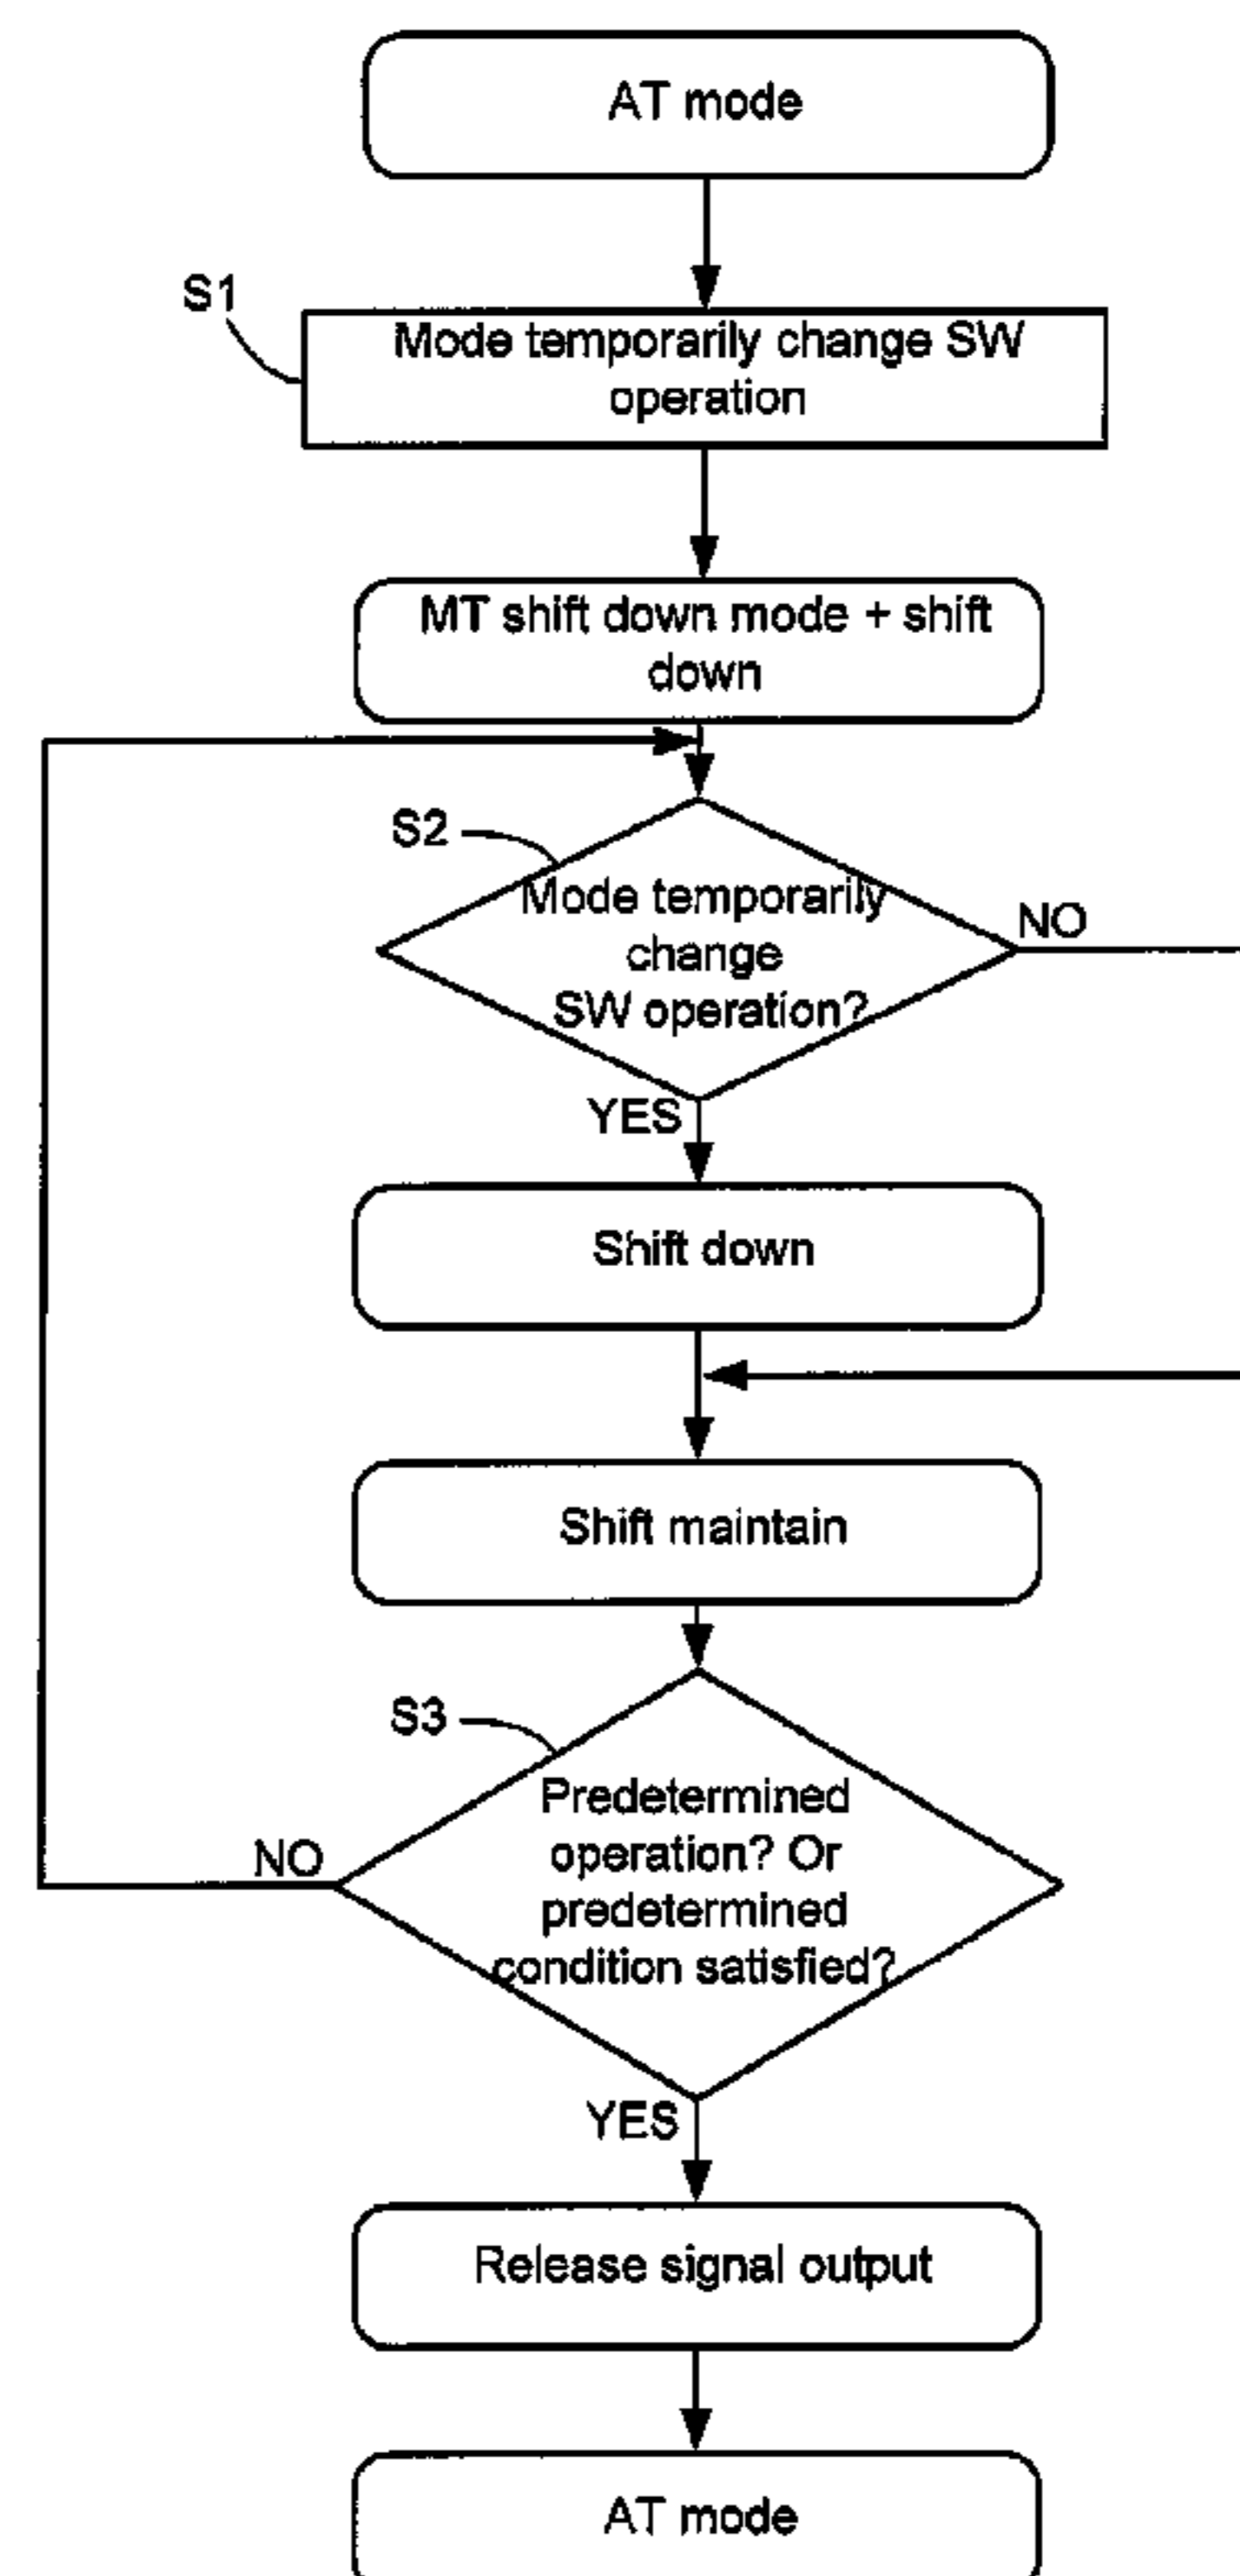 AT mode
S1
Mode temporarily change SW
operation
MT shift down mode + shift
down
S2
Mode temporarily
change
SW operation?
NO
YES
Shift down
Shift maintain
S3
Predetermined
operation? Or
predetermined
condition satisfied?
NO
YES
Release signal output
AT mode